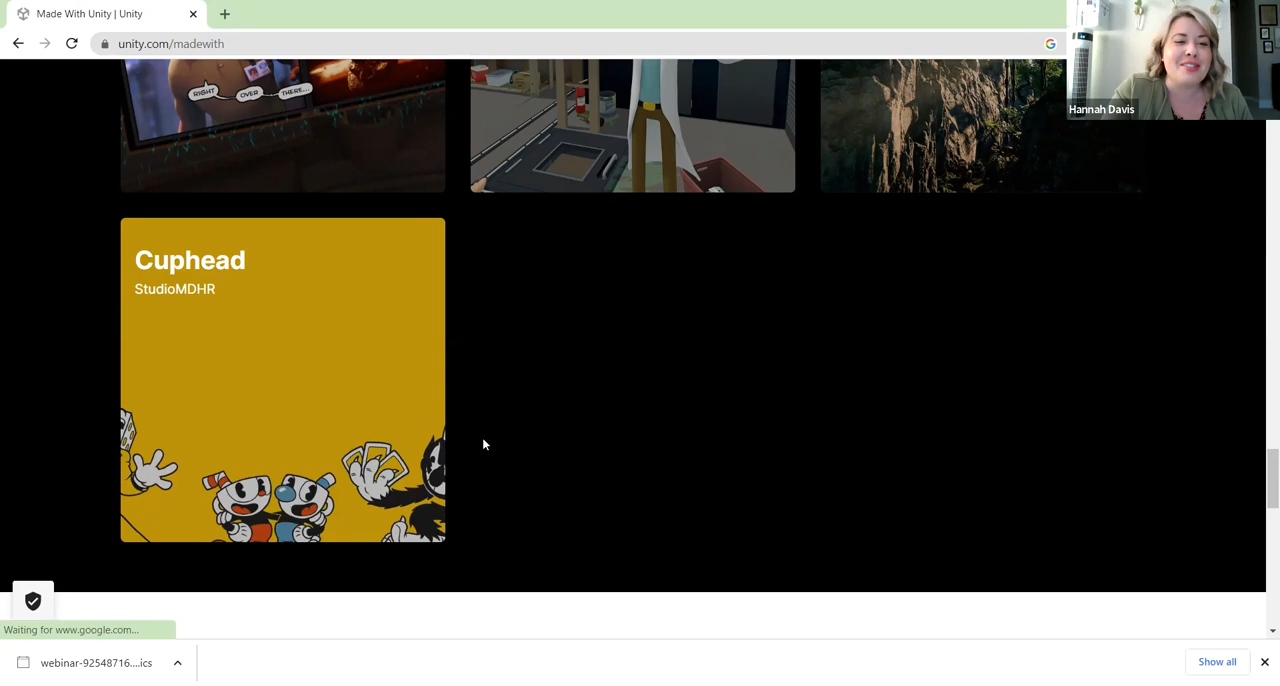 Made With Unity | Unity
unity.com/madewith
Hannah Davis
RIGHT
OVER
THERE...
Cuphead
StudioMDHR
Waiting for www.google.com...
webinar-92548716....ics
Show all